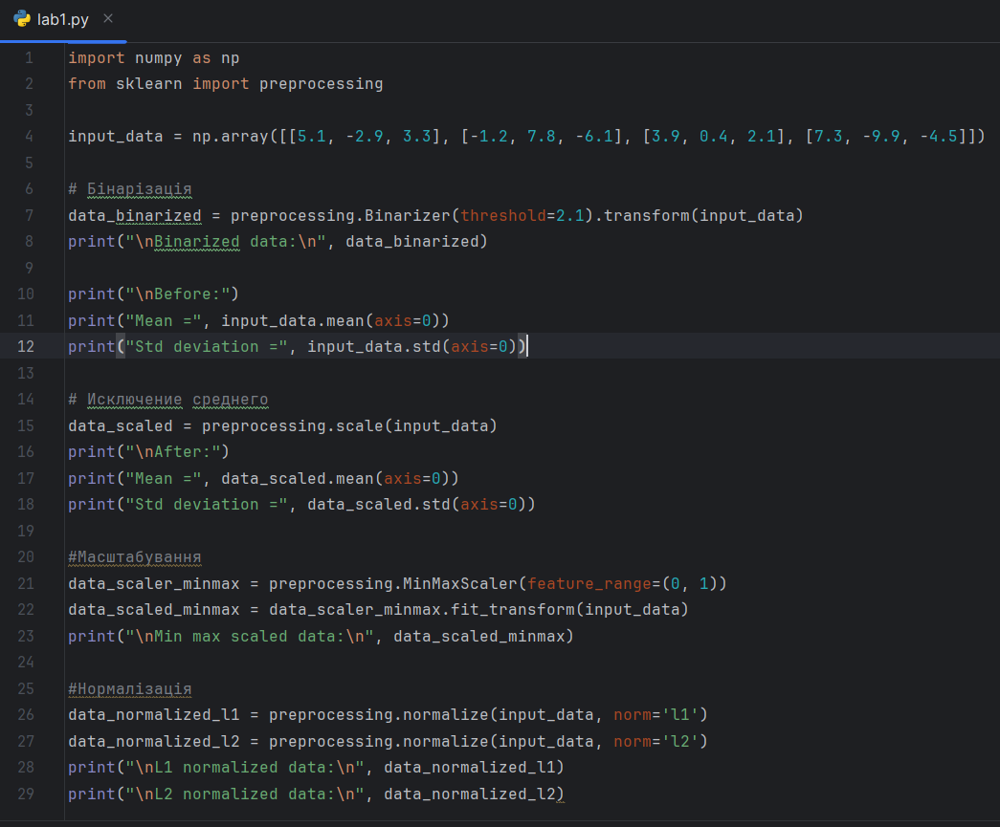 lab1.py ×
1 import numpy as np
2 from sklearn import preprocessing
3
4 input_data = np.array([[5.1, -2.9, 3.3], [-1.2, 7.8, -6.1], [3.9, 0.4, 2.1], [7.3, -9.9, -4.5]])
5
6 # Бінарізація
7 data_binarized = preprocessing.Binarizer(threshold=2.1).transform(input_data)
8 print("\nBinarized data:\n", data_binarized)
9
10 print("\nBefore:")
11 print("Mean =", input_data.mean(axis=0))
12 print("Std deviation =", input_data.std(axis=0))
13
14 # Исключение среднего
15 data_scaled = preprocessing.scale(input_data)
16 print("\nAfter:")
17 print("Mean =", data_scaled.mean(axis=0))
18 print("Std deviation =", data_scaled.std(axis=0))
19
20 #Масштабування
21 data_scaler_minmax = preprocessing.MinMaxScaler(feature_range=(0, 1))
22 data_scaled_minmax = data_scaler_minmax.fit_transform(input_data)
23 print("\nMin max scaled data:\n", data_scaled_minmax)
24
25 #Нормалізація
26 data_normalized_l1 = preprocessing.normalize(input_data, norm='l1')
27 data_normalized_l2 = preprocessing.normalize(input_data, norm='l2')
28 print("\nL1 normalized data:\n", data_normalized_l1)
29 print("\nL2 normalized data:\n", data_normalized_l2)